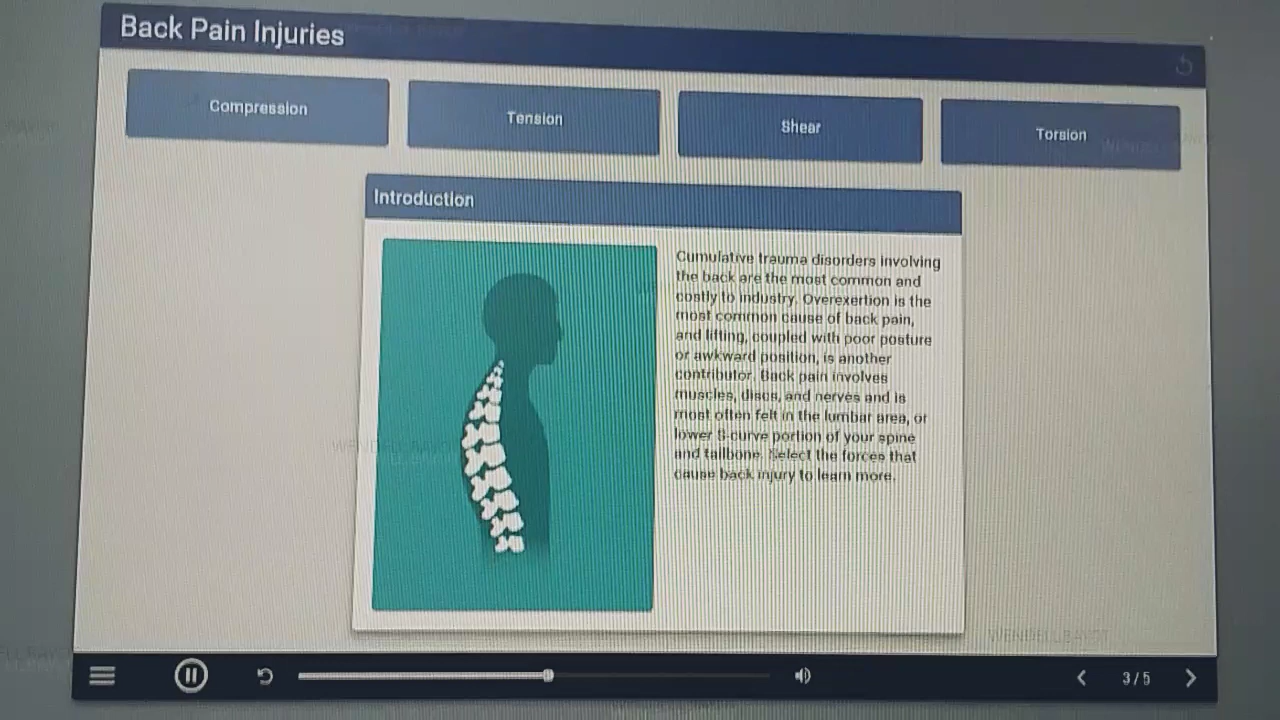 Back Pain Injuries
Compression
Tension
Shear
Torsion
Introduction
Cumulative trauma disorders involving
the back are the most common and
costly to industry. Overexertion is the
most common cause of back pain,
and lifting, coupled with poor posture
or awkward position, is another
contributor. Back pain involves
muscles, discs, and nerves and is
most often felt in the lumbar area, or
lower S-curve portion of your spine
and tailbone. Select the forces that
cause back injury to learn more.
3 / 5